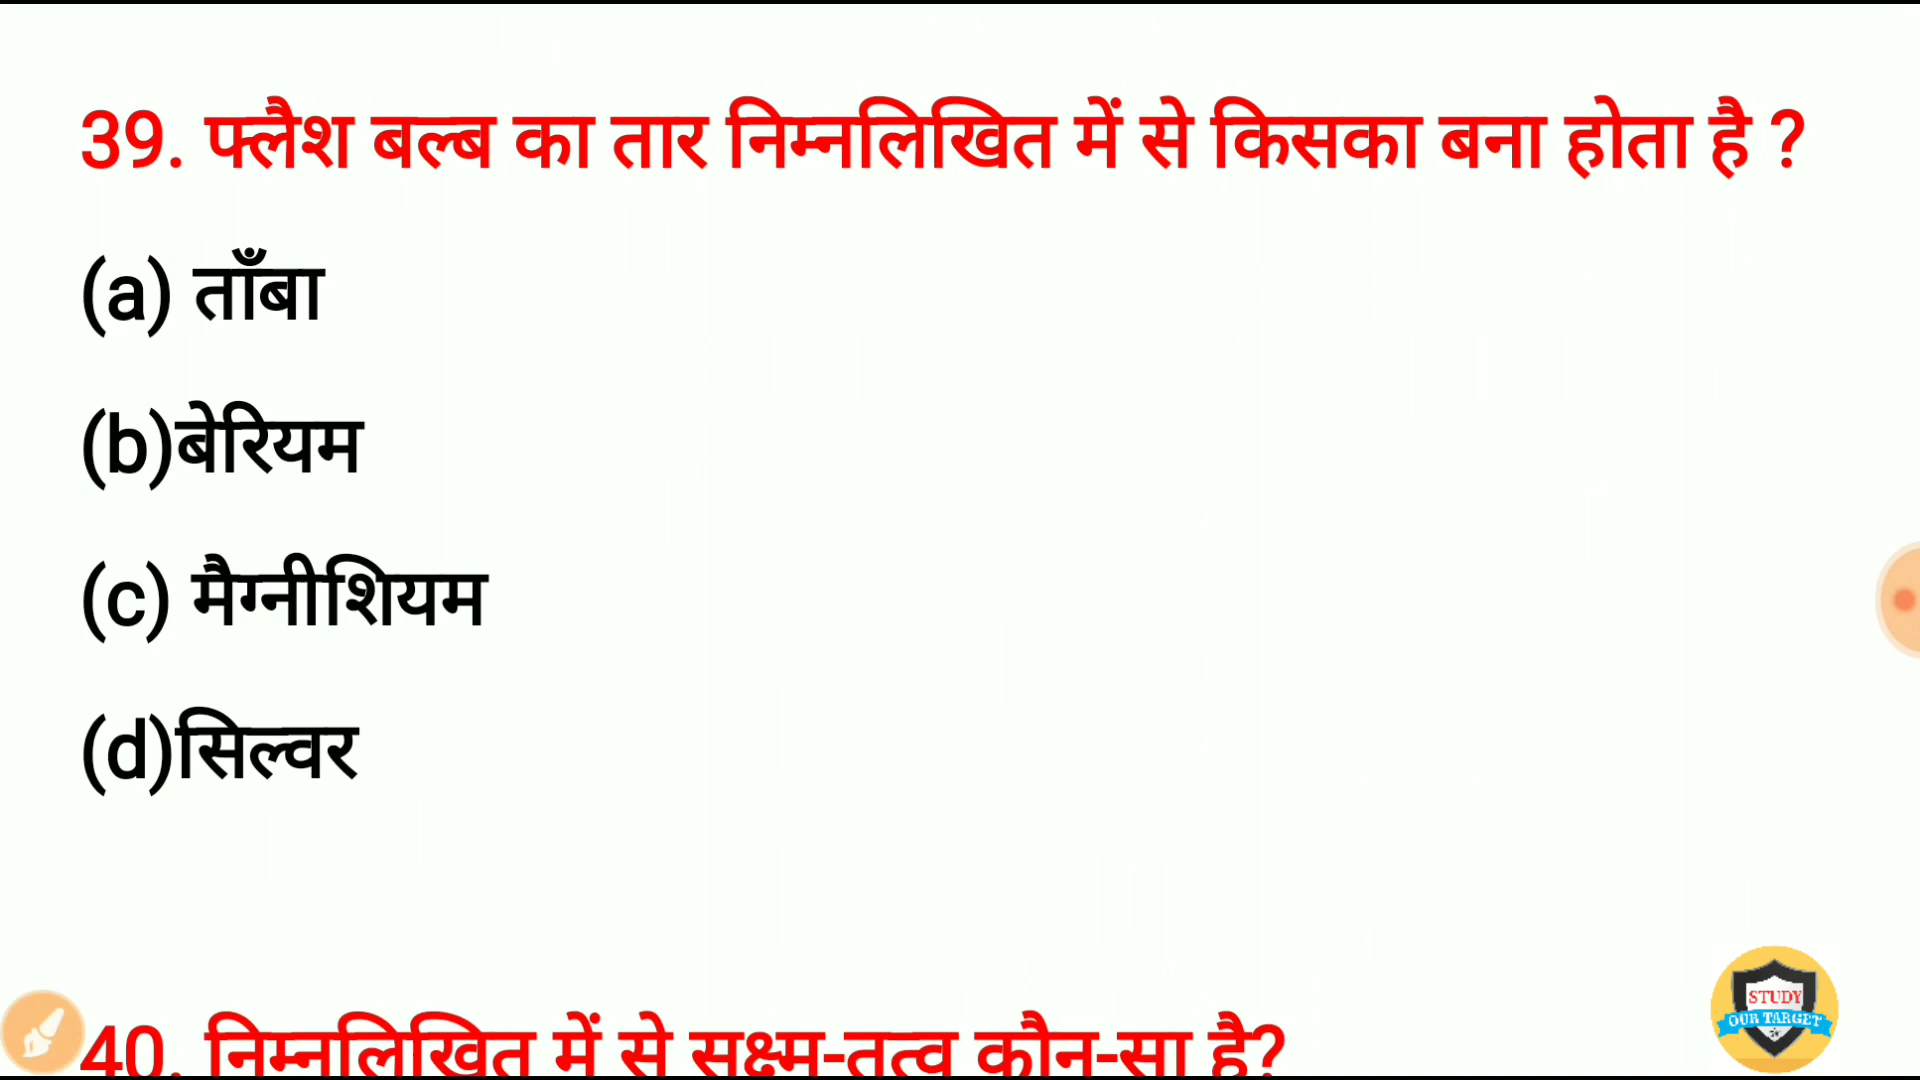 39. फ्लैश बल्ब का तार निम्नलिखित में से किसका बना होता है ?
(a) ताँबा
(b)बेरियम
(c) मैग्नीशियम
(d)सिल्वर
STUDY
OUR TARGET
40. निम्नलिखित में से सूक्ष्म-तत्व कौन-सा है?